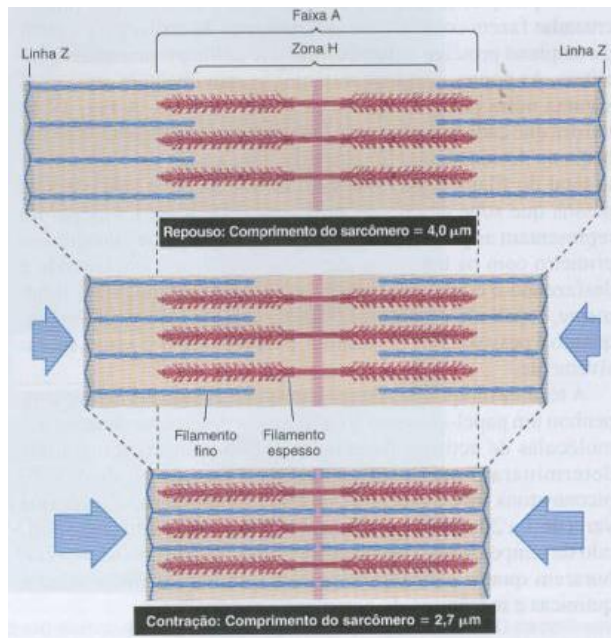 Faixa A
Linha Z
Zona H
Linha Z
Repouso: Comprimento do sarcômero = 4,0 µm
Filamento
fino
Filamento
espesso
Contração: Comprimento do sarcômero = 2,7 µm